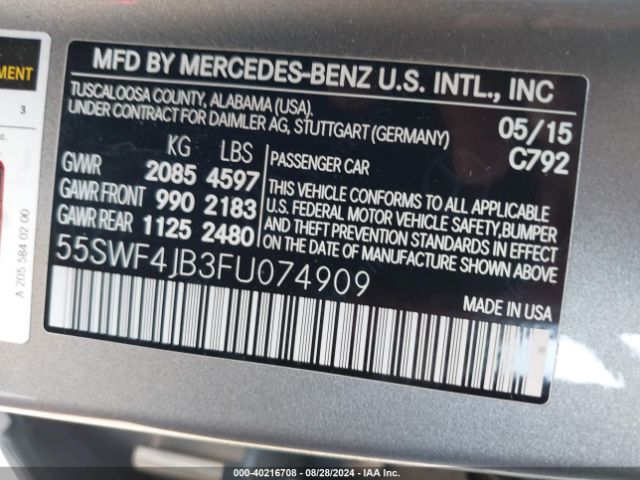 MENT
3
A 205 584 02 00
MFD BY MERCEDES-BENZ U.S. INTL., INC
TUSCALOOSA COUNTY, ALABAMA (USA).
UNDER CONTRACT FOR DAIMLER AG, STUTTGART (GERMANY)
05/15
C792
KG LBS
GVWR 2085 4597
GAWR FRONT 990 2183
GAWR REAR 1125 2480
PASSENGER CAR
THIS VEHICLE CONFORMS TO ALL APPLICABLE
U.S. FEDERAL MOTOR VEHICLE SAFETY, BUMPER
AND THEFT PREVENTION STANDARDS IN EFFECT
ON THE DATE OF MANUFACTURE SHOWN ABOVE
55SWF4JB3FU074909
MADE IN USA
000-40216708 - 08/28/2024 - IAA Inc.